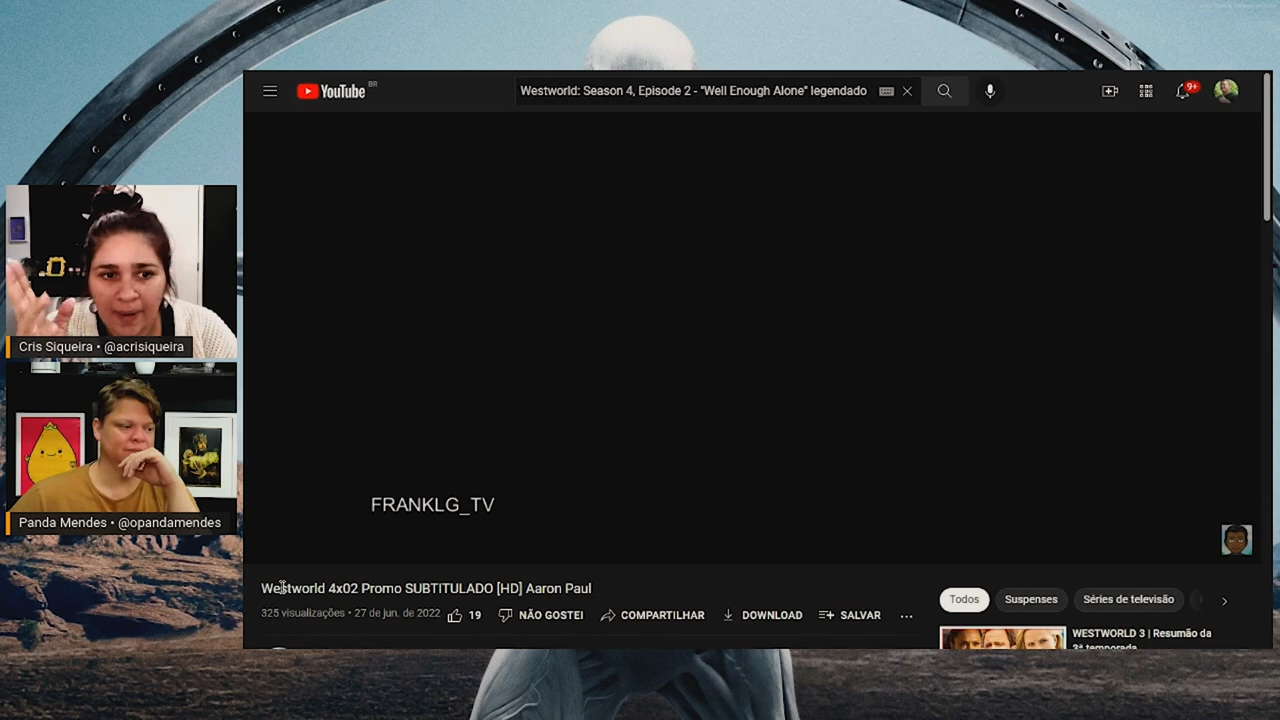 YouTube BR
Westworld: Season 4, Episode 2 - "Well Enough Alone" legendado
9+
Cris Siqueira • @acrisiqueira
Panda Mendes • @opandamendes
FRANKLG_TV
Westworld 4x02 Promo SUBTITULADO [HD] Aaron Paul
325 visualizações • 27 de jun. de 2022
19
NÃO GOSTEI
COMPARTILHAR
DOWNLOAD
SALVAR
Todos
Suspenses
Séries de televisão
WESTWORLD 3 | Resumão da
3ª temporada